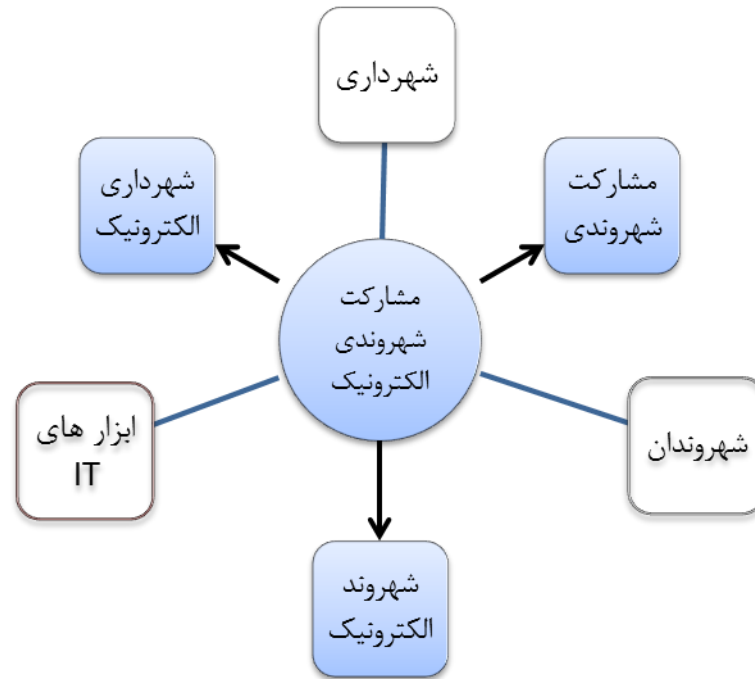 شهرداری
مشارکت
شهروندی
شهرداری
الکترونیک
مشارکت
شهروندی
الکترونیک
شهروندان
ابزار های
IT
شهروند
الکترونیک